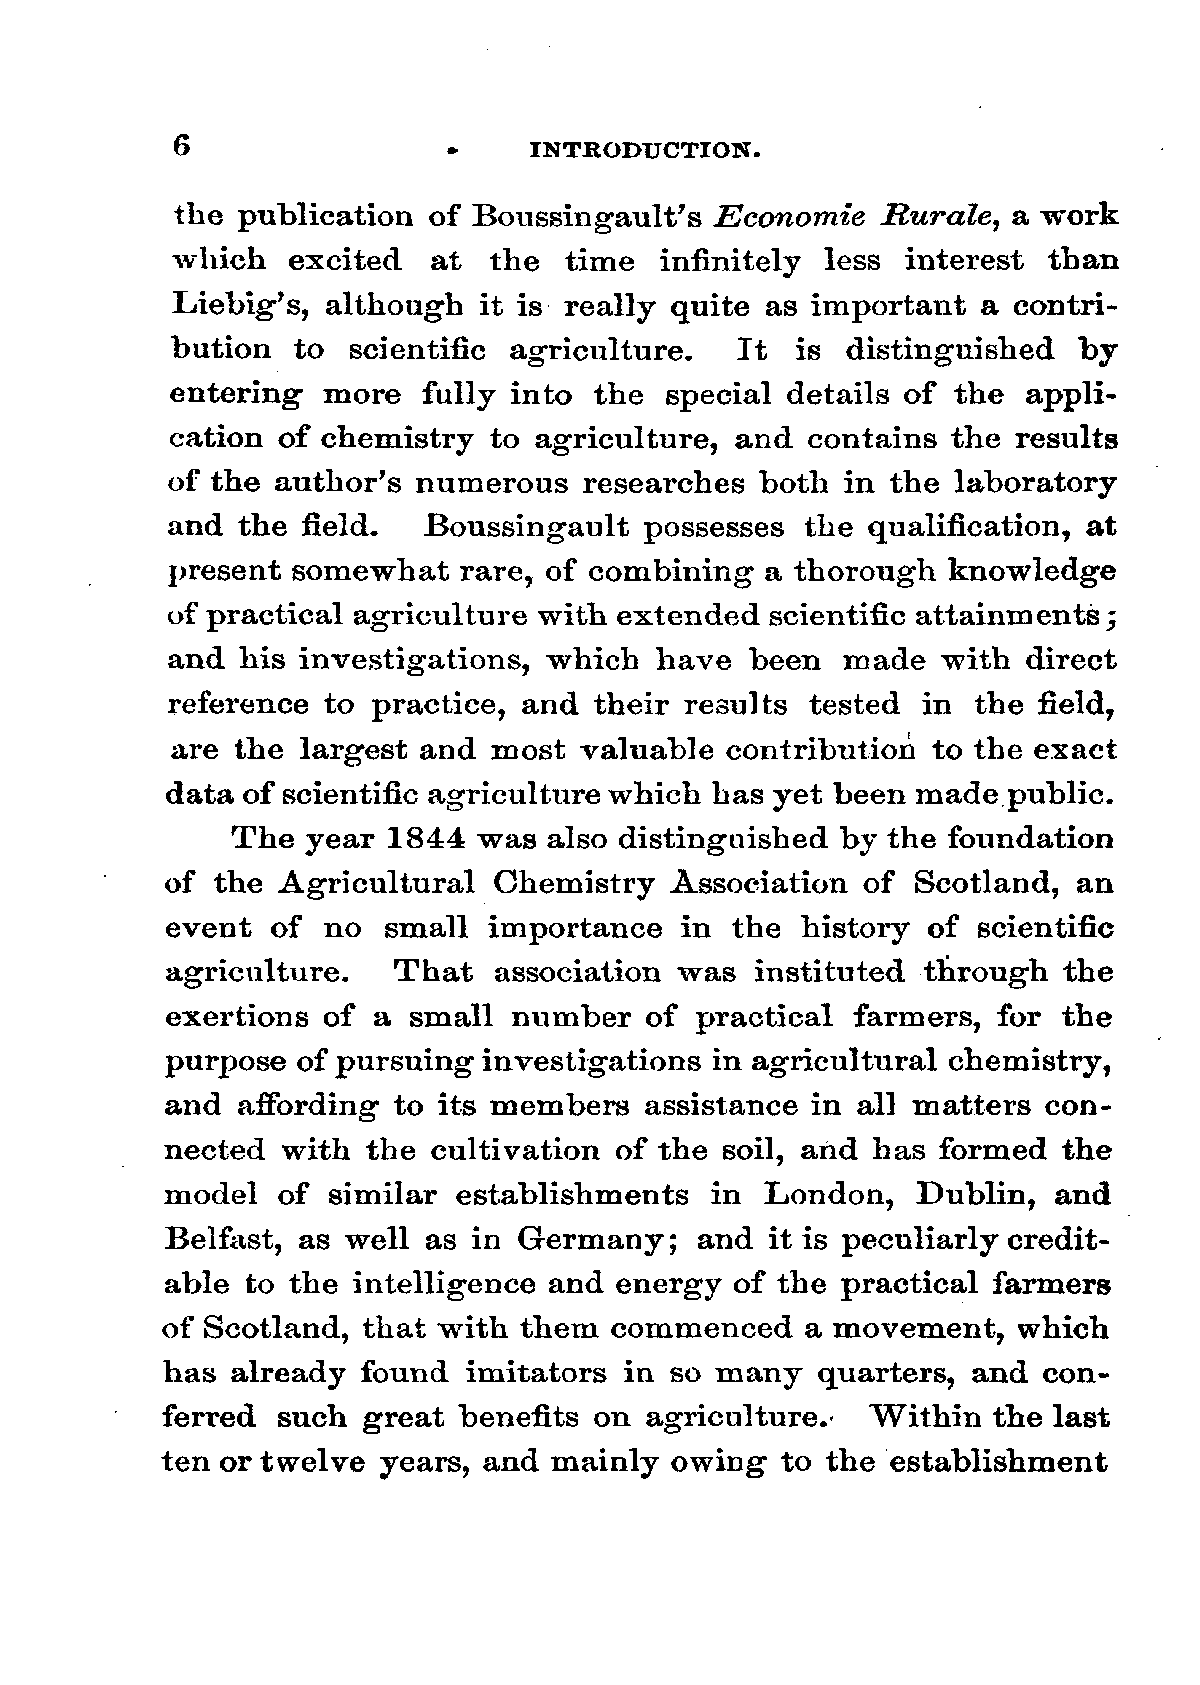 6 INTRODUCTION.
the publication of Boussingault's Economie Rurale, a work
which excited at the time infinitely less interest than
Liebig's, although it is really quite as important a contri-
bution to scientific agriculture. It is distinguished by
entering more fully into the special details of the appli-
cation of chemistry to agriculture, and contains the results
of the author's numerous researches both in the laboratory
and the field. Boussingault possesses the qualification, at
present somewhat rare, of combining a thorough knowledge
of practical agriculture with extended scientific attainments;
and his investigations, which have been made with direct
reference to practice, and their results tested in the field,
are the largest and most valuable contribution to the exact
data of scientific agriculture which has yet been made public.
The year 1844 was also distinguished by the foundation
of the Agricultural Chemistry Association of Scotland, an
event of no small importance in the history of scientific
agriculture. That association was instituted through the
exertions of a small number of practical farmers, for the
purpose of pursuing investigations in agricultural chemistry,
and affording to its members assistance in all matters con-
nected with the cultivation of the soil, and has formed the
model of similar establishments in London, Dublin, and
Belfast, as well as in Germany; and it is peculiarly credit-
able to the intelligence and energy of the practical farmers
of Scotland, that with them commenced a movement, which
has already found imitators in so many quarters, and con-
ferred such great benefits on agriculture. Within the last
ten or twelve years, and mainly owing to the establishment